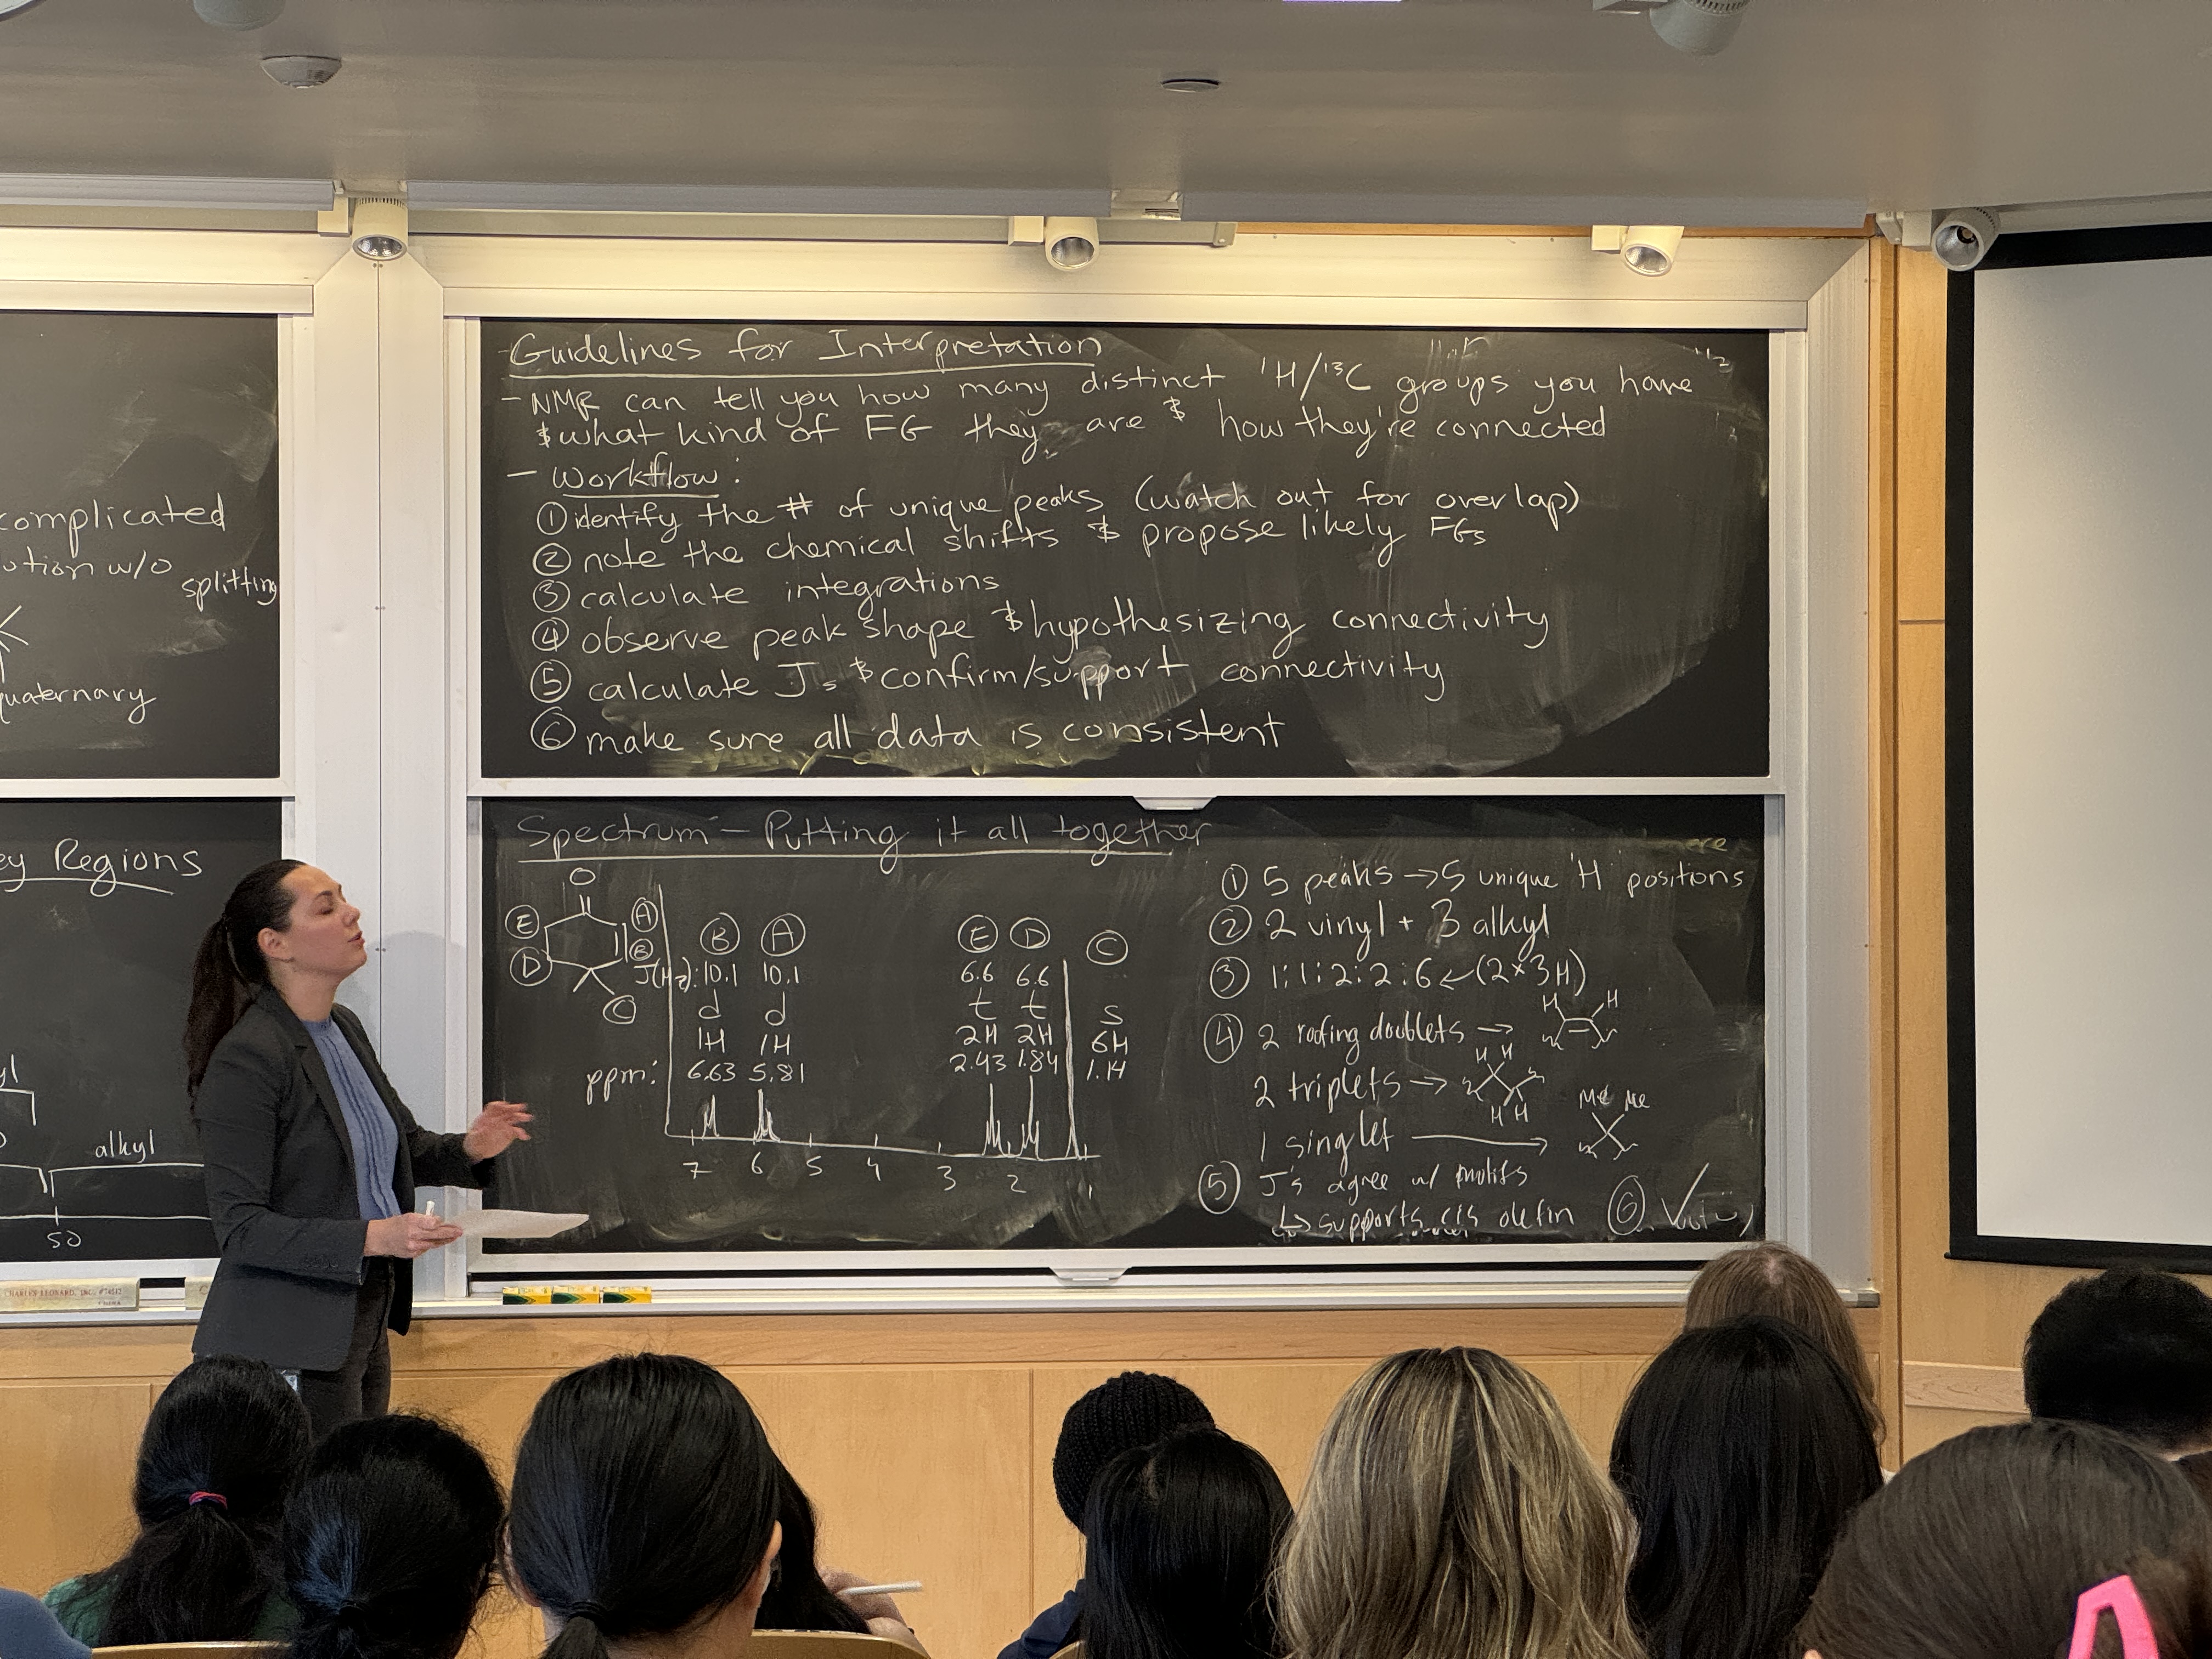 complicated
ution w/o splitting
quaternary
ey Regions
yl
alkyl
50
Guidelines for Interpretation
- NMR can tell you how many distinct ¹H/¹³C groups you have
& what kind of FG they are & how they're connected
- Workflow:
① identify the # of unique peaks (watch out for overlap)
② note the chemical shifts & propose likely FGs
③ calculate integrations
④ observe peak shape & hypothesizing connectivity
⑤ calculate Js & confirm/support connectivity
⑥ make sure all data is consistent
Spectrum - Putting it all together
O
E A
D B
C
B A E D C
J(Hz): 10.1 10.1 6.6 6.6
d d t t s
1H 1H 2H 2H 6H
ppm: 6.63 5.81 2.43 1.84 1.14
7 6 5 4 3 2 1
① 5 peaks → 5 unique ¹H positions
② 2 vinyl + 3 alkyl
③ 1:1:2:2:6 ← (2×3H)
④ 2 roofing doublets → H H
2 triplets → H H H H
1 singlet → Me Me
⑤ J's agree w/ motifs
↳ supports cis olefin ⑥ ✓
CHARLES LEONARD, INC.